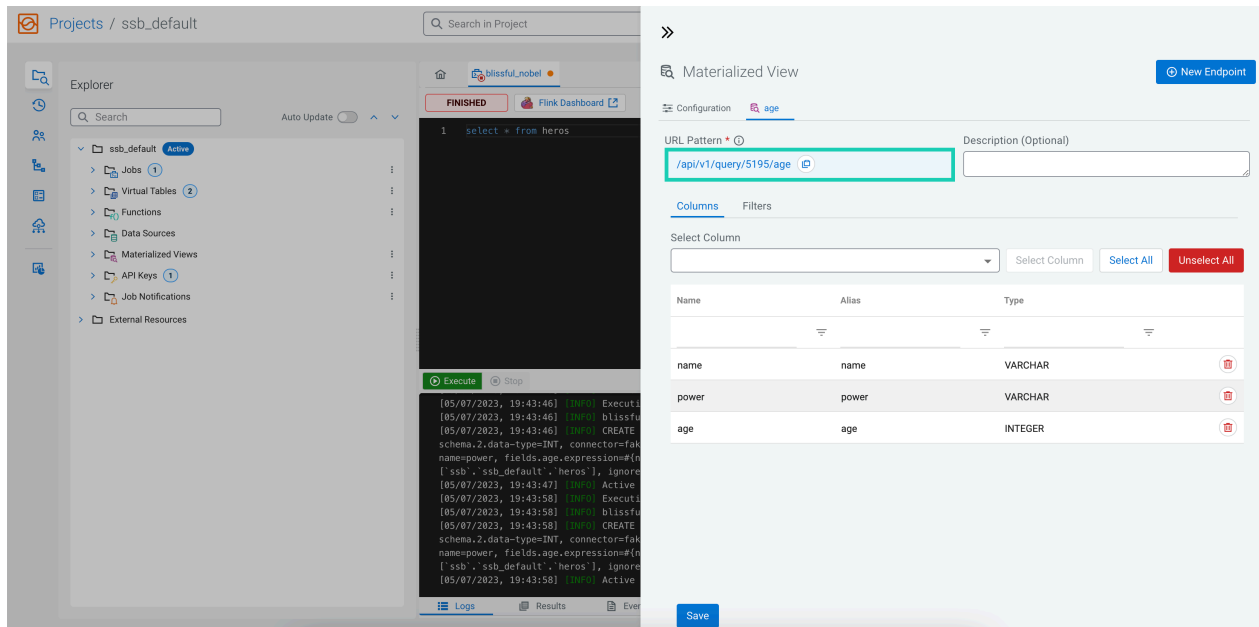 Projects / ssb_default
Search in Project
Explorer
Search
Auto Update
ssb_default Active
Jobs 1
Virtual Tables 2
Functions
Data Sources
Materialized Views
API Keys 1
Job Notifications
External Resources
blissful_nobel
FINISHED
Flink Dashboard
1 select * from heros
Execute
Stop
[05/07/2023, 19:43:46] [INFO] Executi
[05/07/2023, 19:43:46] [INFO] blissfu
[05/07/2023, 19:43:46] [INFO] CREATE
schema.2.data-type=INT, connector=fak
name=power, fields.age.expression=#{n
[`ssb`.`ssb_default`.`heros`], ignore
[05/07/2023, 19:43:47] [INFO] Active
[05/07/2023, 19:43:58] [INFO] Executi
[05/07/2023, 19:43:58] [INFO] blissfu
[05/07/2023, 19:43:58] [INFO] CREATE
schema.2.data-type=INT, connector=fak
name=power, fields.age.expression=#{n
[`ssb`.`ssb_default`.`heros`], ignore
[05/07/2023, 19:43:58] [INFO] Active
Logs
Results
Ever
Materialized View
New Endpoint
Configuration
age
URL Pattern *
Description (Optional)
/api/v1/query/5195/age
Columns
Filters
Select Column
Select Column
Select All
Unselect All
Name Alias Type
name name VARCHAR
power power VARCHAR
age age INTEGER
Save